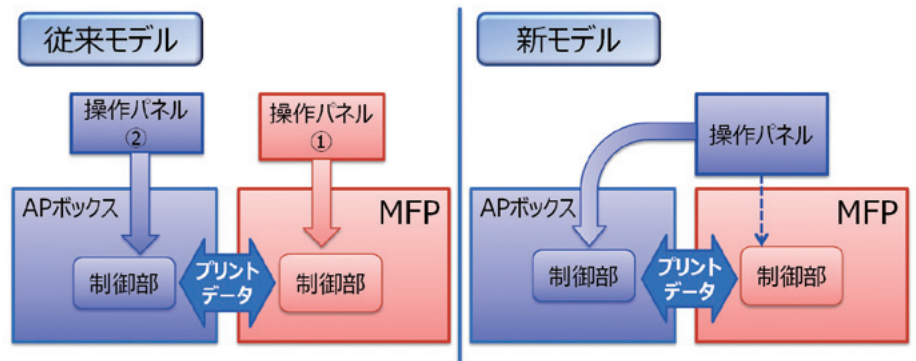 従来モデル
操作パネル
②
操作パネル
①
APボックス
MFP
制御部
プリント
データ
制御部
新モデル
操作パネル
APボックス
MFP
制御部
プリント
データ
制御部